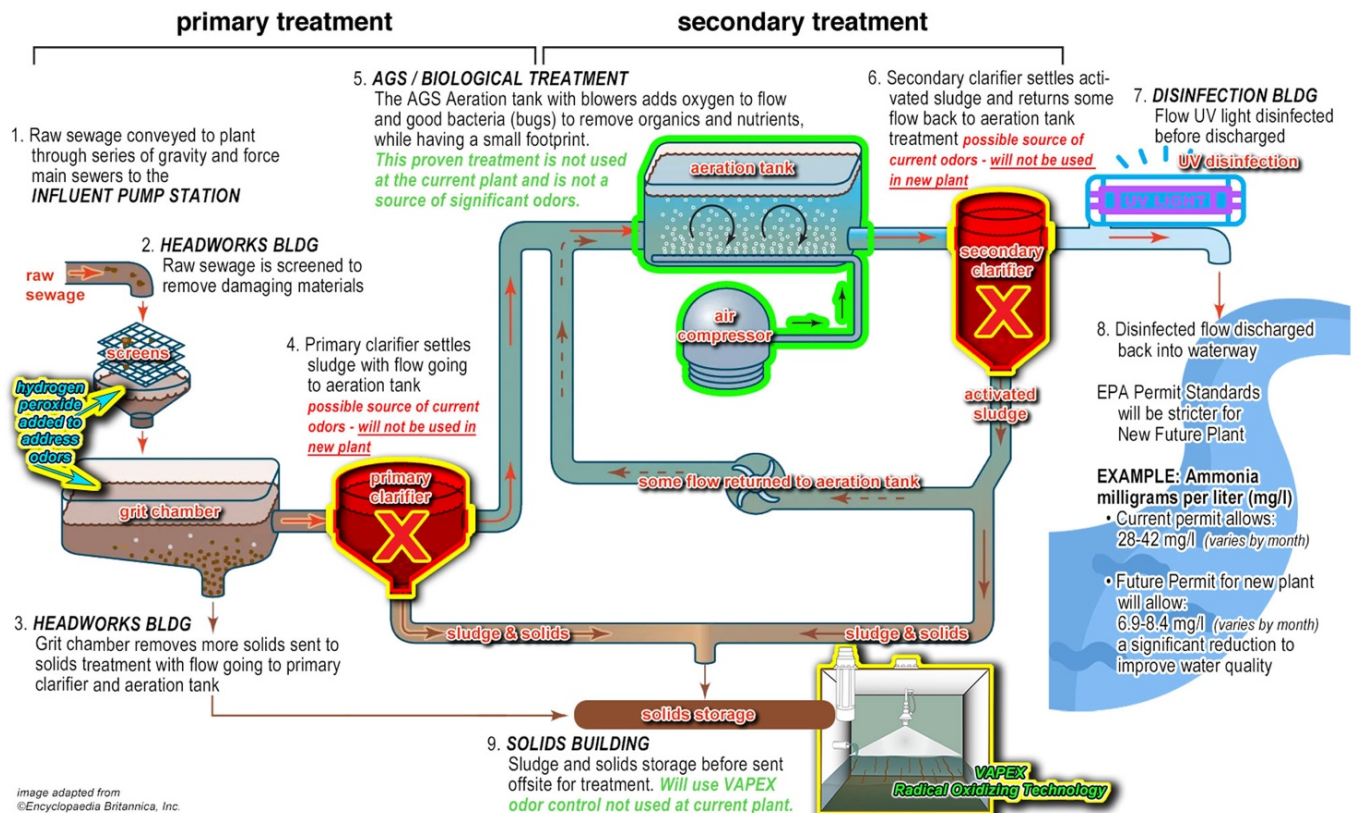 primary treatment
secondary treatment
1. Raw sewage conveyed to plant
through series of gravity and force
main sewers to the
INFLUENT PUMP STATION
2. HEADWORKS BLDG
Raw sewage is screened to
remove damaging materials
raw
sewage
screens
hydrogen
peroxide
added to
address
odors
grit chamber
3. HEADWORKS BLDG
Grit chamber removes more solids sent to
solids treatment with flow going to primary
clarifier and aeration tank
4. Primary clarifier settles
sludge with flow going
to aeration tank
possible source of current
odors - will not be used in
new plant
primary
clarifier
X
5. AGS / BIOLOGICAL TREATMENT
The AGS Aeration tank with blowers adds oxygen to flow
and good bacteria (bugs) to remove organics and nutrients,
while having a small footprint.
This proven treatment is not used
at the current plant and is not a
source of significant odors.
aeration tank
air
compressor
6. Secondary clarifier settles acti-
vated sludge and returns some
flow back to aeration tank
treatment possible source of
current odors - will not be used
in new plant
secondary
clarifier
X
activated
sludge
some flow returned to aeration tank
sludge & solids
sludge & solids
7. DISINFECTION BLDG
Flow UV light disinfected
before discharged
UV disinfection
UV LIGHT
8. Disinfected flow discharged
back into waterway
EPA Permit Standards
will be stricter for
New Future Plant
EXAMPLE: Ammonia
milligrams per liter (mg/l)
• Current permit allows:
28-42 mg/l (varies by month)
• Future Permit for new plant
will allow:
6.9-8.4 mg/l (varies by month)
a significant reduction to
improve water quality
solids storage
9. SOLIDS BUILDING
Sludge and solids storage before sent
offsite for treatment. Will use VAPEX
odor control not used at current plant.
VAPEX
Radical Oxidizing Technology
image adapted from
©Encyclopaedia Britannica, Inc.